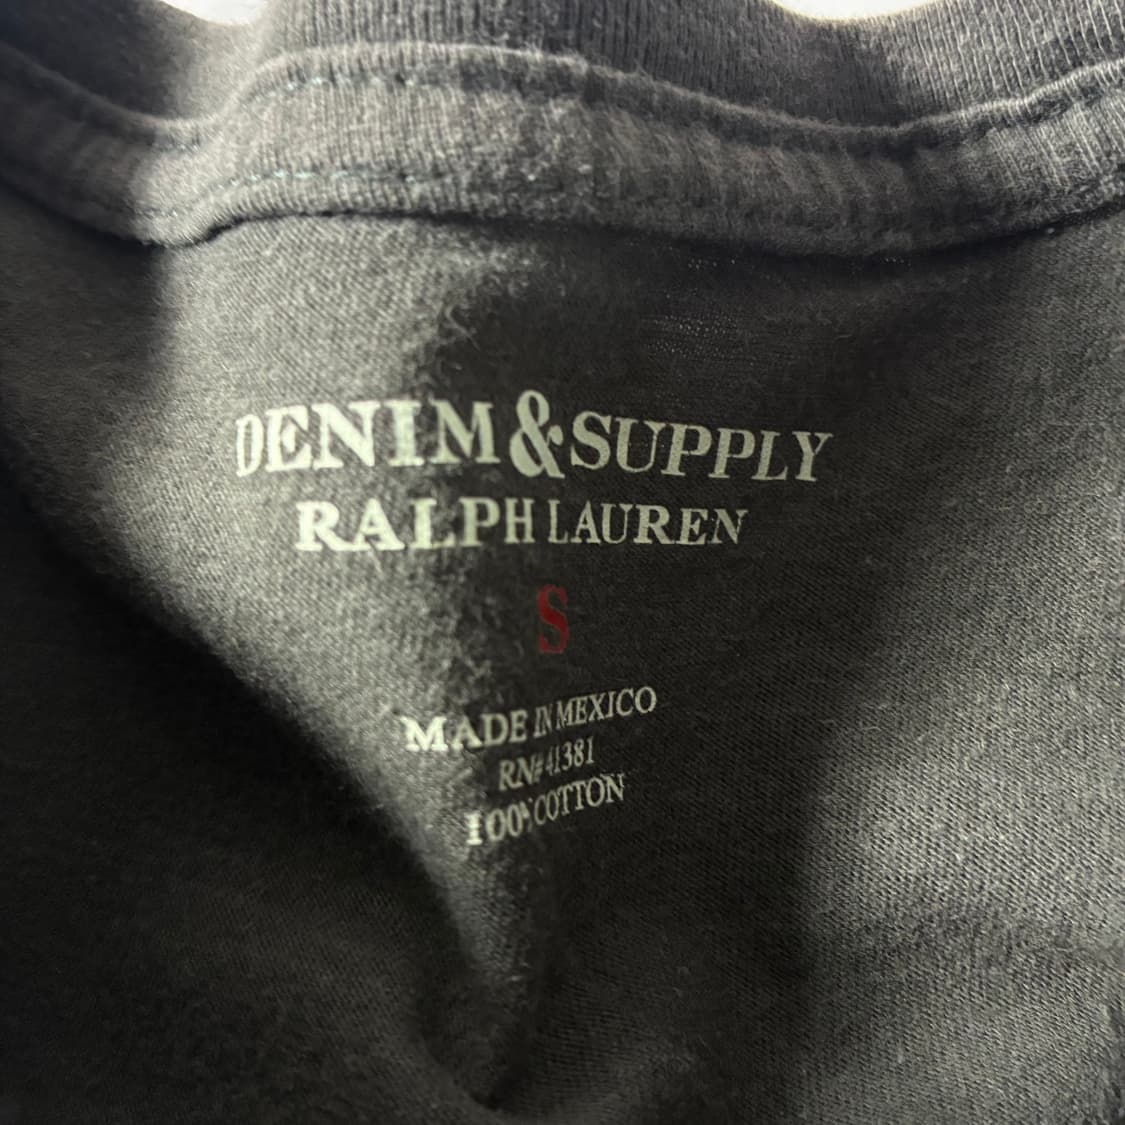 DENIM & SUPPLY
RALPH LAUREN
S
MADE IN MEXICO
RN# 41381
100% COTTON